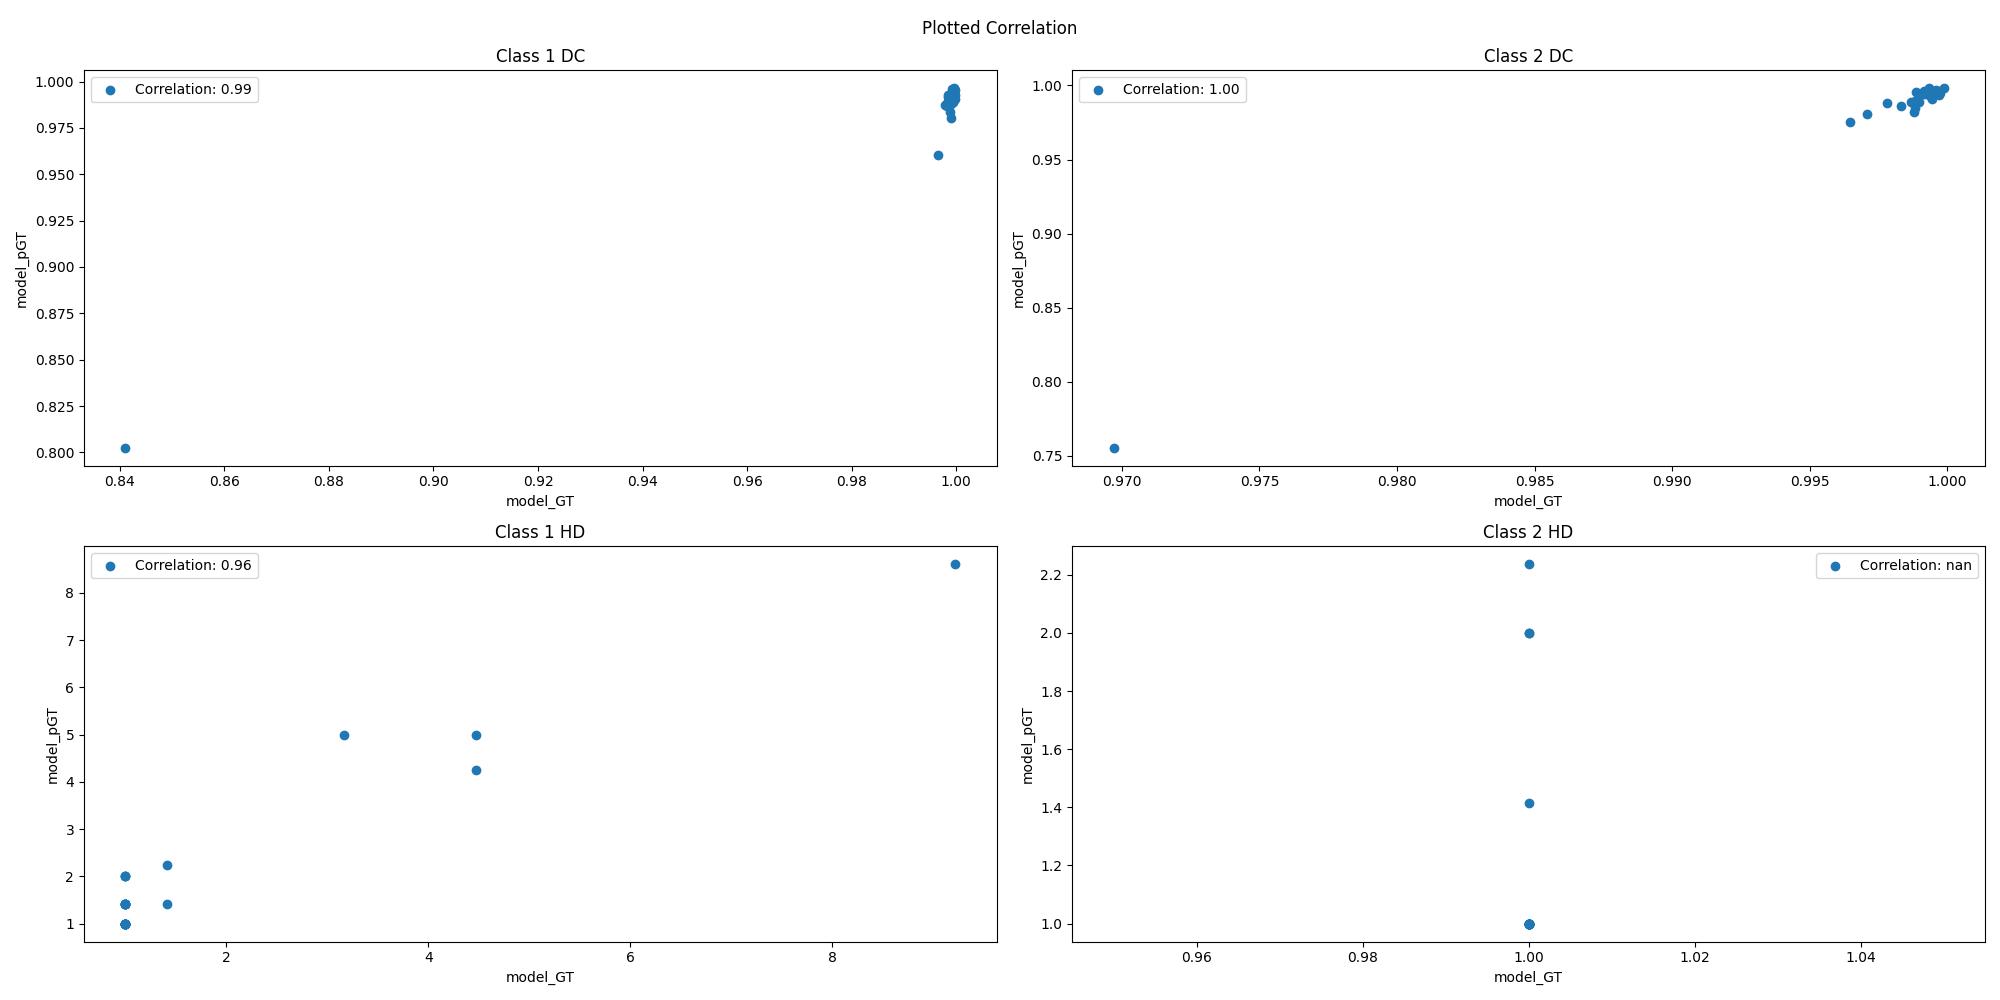 Plotted Correlation
Class 1 DC
Correlation: 0.99
1.000
0.975
0.950
0.925
0.900
0.875
0.850
0.825
0.800
model_pGT
0.84 0.86 0.88 0.90 0.92 0.94 0.96 0.98 1.00
model_GT
Class 2 DC
Correlation: 1.00
1.00
0.95
0.90
0.85
0.80
0.75
model_pGT
0.970 0.975 0.980 0.985 0.990 0.995 1.000
model_GT
Class 1 HD
Correlation: 0.96
8
7
6
5
4
3
2
1
model_pGT
2 4 6 8
model_GT
Class 2 HD
Correlation: nan
2.2
2.0
1.8
1.6
1.4
1.2
1.0
model_pGT
0.96 0.98 1.00 1.02 1.04
model_GT